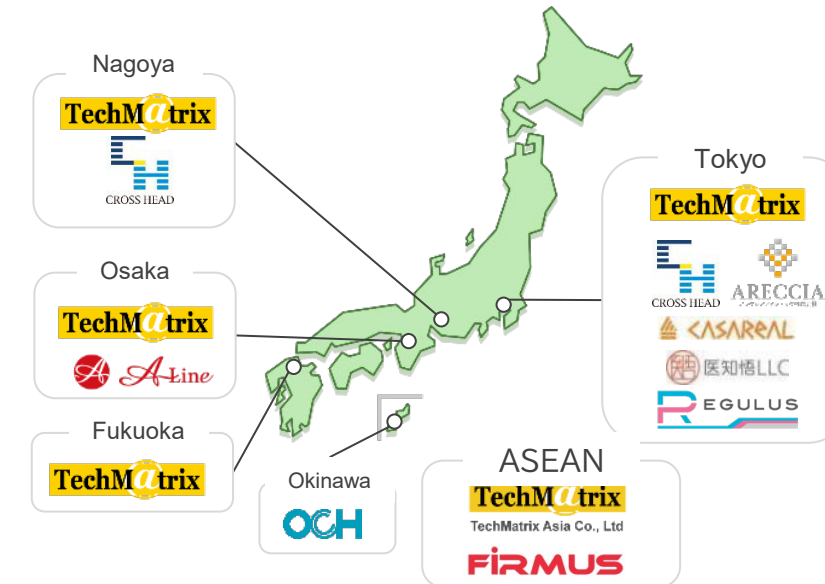 Nagoya
TechMatrix
CROSS HEAD
Osaka
TechMatrix
A-Line
Fukuoka
TechMatrix
Okinawa
OCH
ASEAN
TechMatrix
TechMatrix Asia Co., Ltd
FIRMUS
Tokyo
TechMatrix
CROSS HEAD
ARECCIA
CASAREAL
医知悟LLC
REGULUS